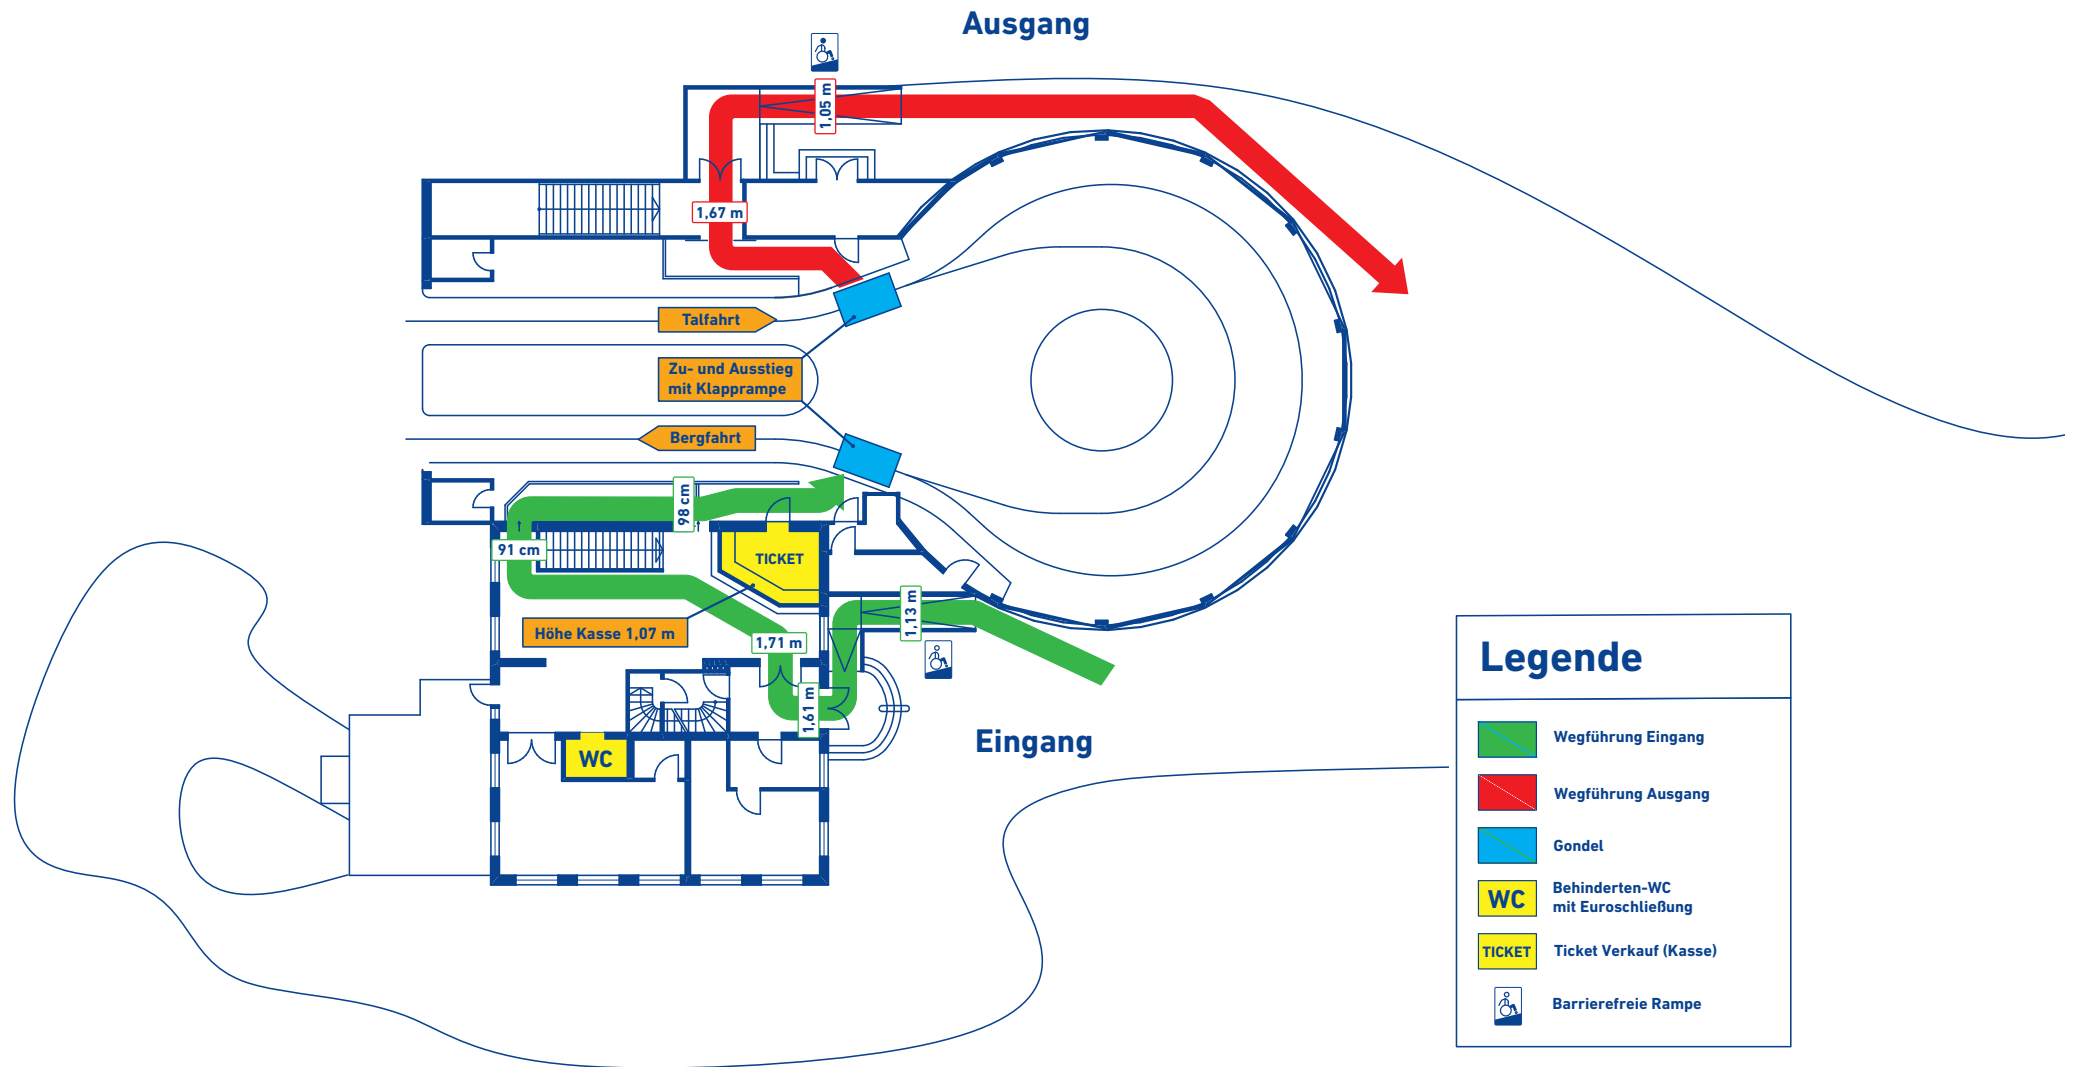 Ausgang
1,05 m
1,67 m
Talfahrt
Zu- und Ausstieg
mit Klapprampe
Bergfahrt
98 cm
91 cm
TICKET
1,13 m
Höhe Kasse 1,07 m
1,71 m
1,61 m
Eingang
WC
Legende
Wegführung Eingang
Wegführung Ausgang
Gondel
WC
Behinderten-WC
mit Euroschließung
TICKET
Ticket Verkauf (Kasse)
Barrierefreie Rampe